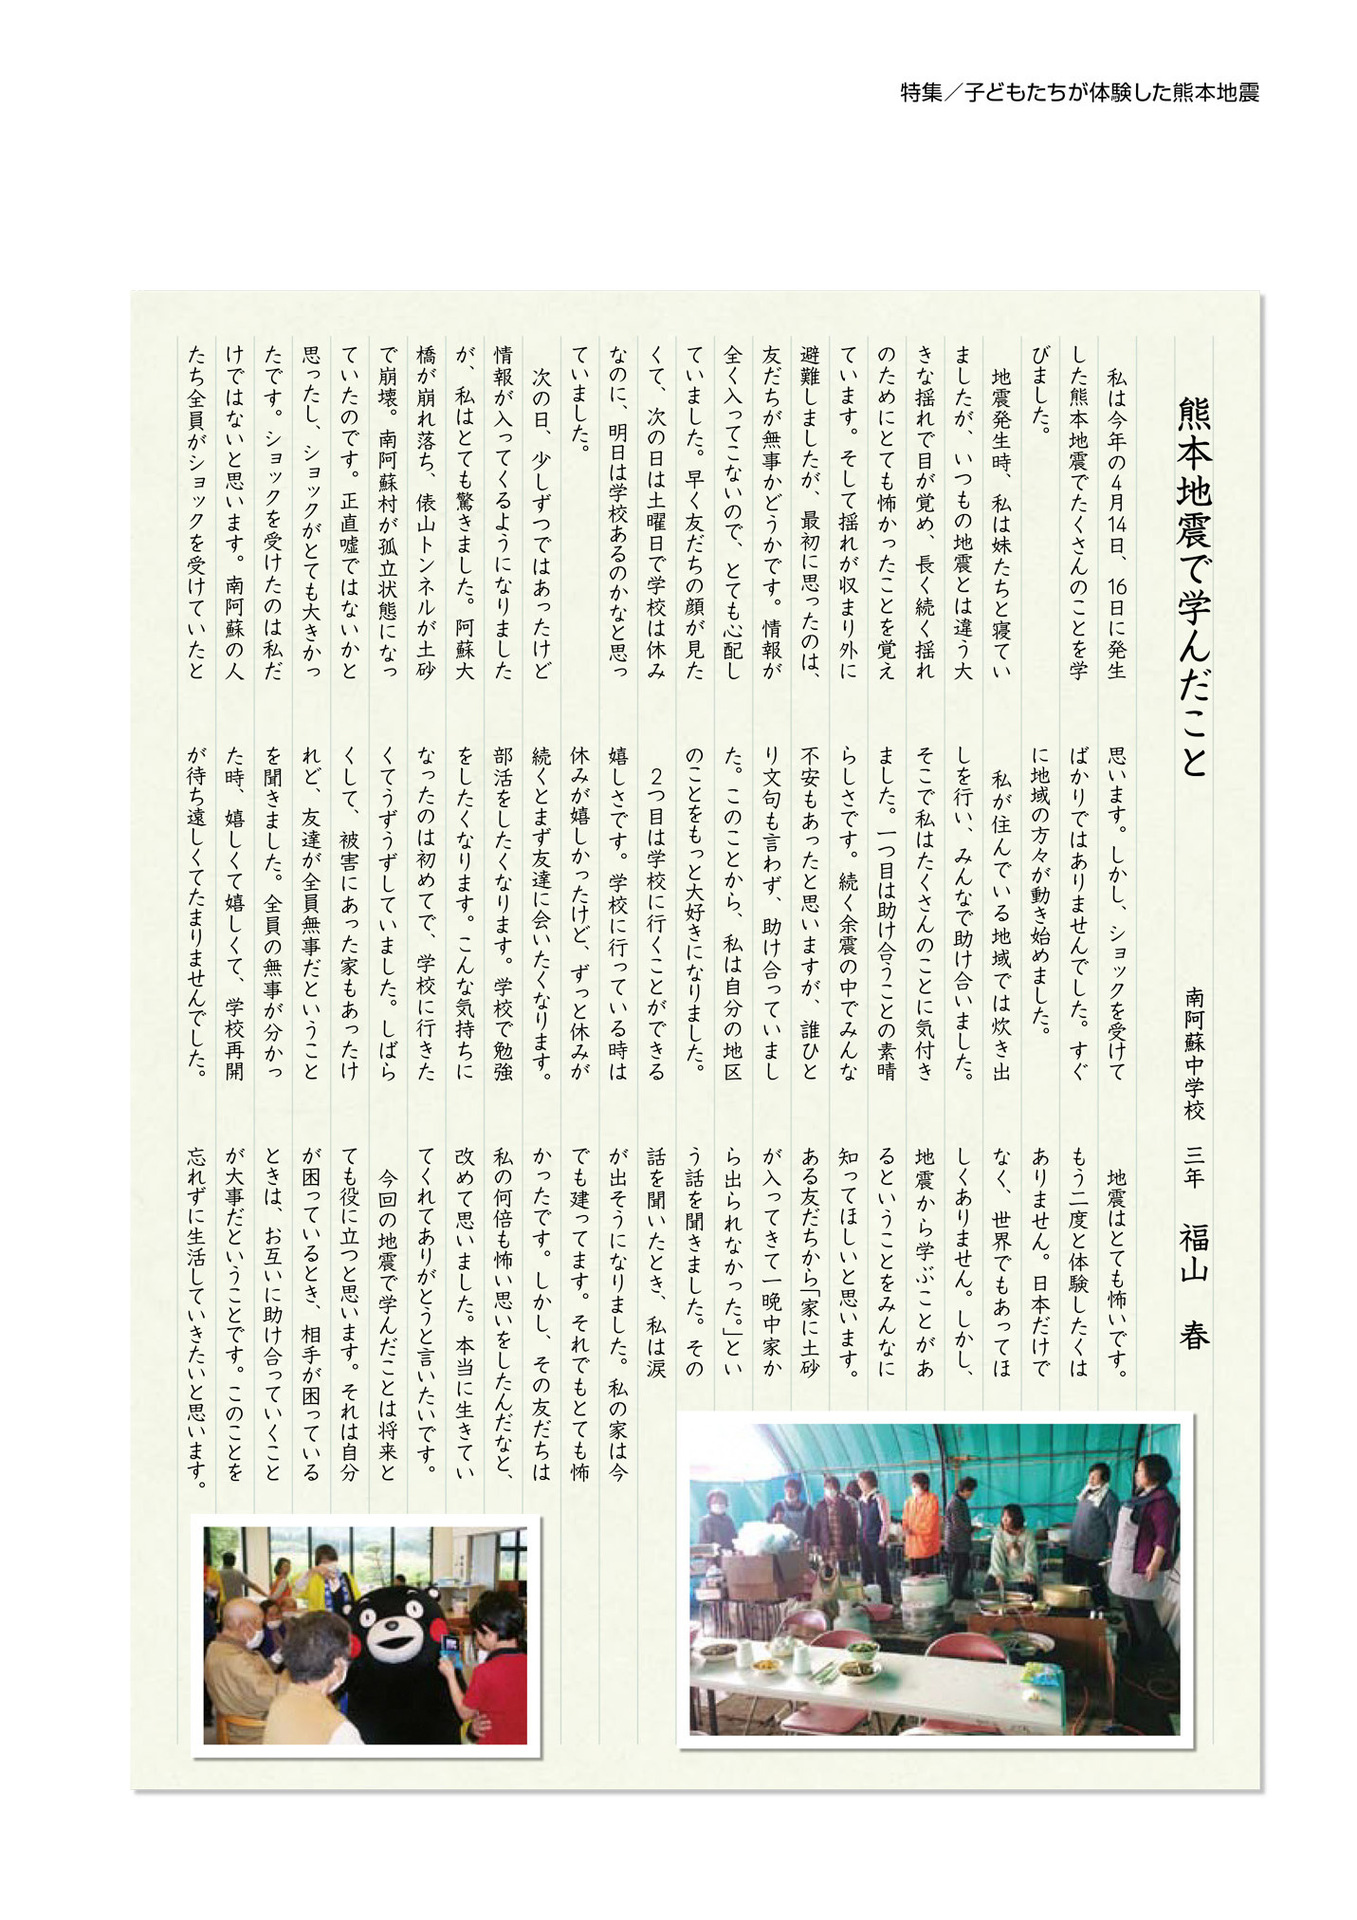 特集／子どもたちが体験した熊本地震
熊本地震で学んだこと
南阿蘇中学校　三年　福山　春
私は今年の4月14日、16日に発生
した熊本地震でたくさんのことを学
びました。
地震発生時、私は妹たちと寝てい
ましたが、いつもの地震とは違う大
きな揺れで目が覚め、長く続く揺れ
のためにとても怖かったことを覚え
ています。そして揺れが収まり外に
避難しましたが、最初に思ったのは、
友だちが無事かどうかです。情報が
全く入ってこないので、とても心配し
ていました。早く友だちの顔が見た
くて、次の日は土曜日で学校は休み
なのに、明日は学校あるのかなと思っ
ていました。
次の日、少しずつではあったけど
情報が入ってくるようになりました
が、私はとても驚きました。阿蘇大
橋が崩れ落ち、俵山トンネルが土砂
で崩壊。南阿蘇村が孤立状態になっ
ていたのです。正直嘘ではないかと
思ったし、ショックがとても大きかっ
たです。ショックを受けたのは私だ
けではないと思います。南阿蘇の人
たち全員がショックを受けていたと
思います。しかし、ショックを受けて
ばかりではありませんでした。すぐ
に地域の方々が動き始めました。
私が住んでいる地域では炊き出
しを行い、みんなで助け合いました。
そこで私はたくさんのことに気付き
ました。一つ目は助け合うことの素晴
らしさです。続く余震の中でみんな
不安もあったと思いますが、誰ひと
り文句も言わず、助け合っていまし
た。このことから、私は自分の地区
のことをもっと大好きになりました。
2つ目は学校に行くことができる
嬉しさです。学校に行っている時は
休みが嬉しかったけど、ずっと休みが
続くとまず友達に会いたくなります。
部活をしたくなります。学校で勉強
をしたくなります。こんな気持ちに
なったのは初めてで、学校に行きた
くてうずうずしていました。しばら
くして、被害にあった家もあったけ
れど、友達が全員無事だということ
を聞きました。全員の無事が分かっ
た時、嬉しくて嬉しくて、学校再開
が待ち遠しくてたまりませんでした。
地震はとても怖いです。
もう二度と体験したくは
ありません。日本だけで
なく、世界でもあってほ
しくありません。しかし、
地震から学ぶことがあ
るということをみんなに
知ってほしいと思います。
ある友だちから「家に土砂
が入ってきて一晩中家か
ら出られなかった。」とい
う話を聞きました。その
話を聞いたとき、私は涙
が出そうになりました。私の家は今
でも建ってます。それでもとても怖
かったです。しかし、その友だちは
私の何倍も怖い思いをしたんだなと、
改めて思いました。本当に生きてい
てくれてありがとうと言いたいです。
今回の地震で学んだことは将来と
ても役に立つと思います。それは自分
が困っているとき、相手が困っている
ときは、お互いに助け合っていくこと
が大事だということです。このことを
忘れずに生活していきたいと思います。